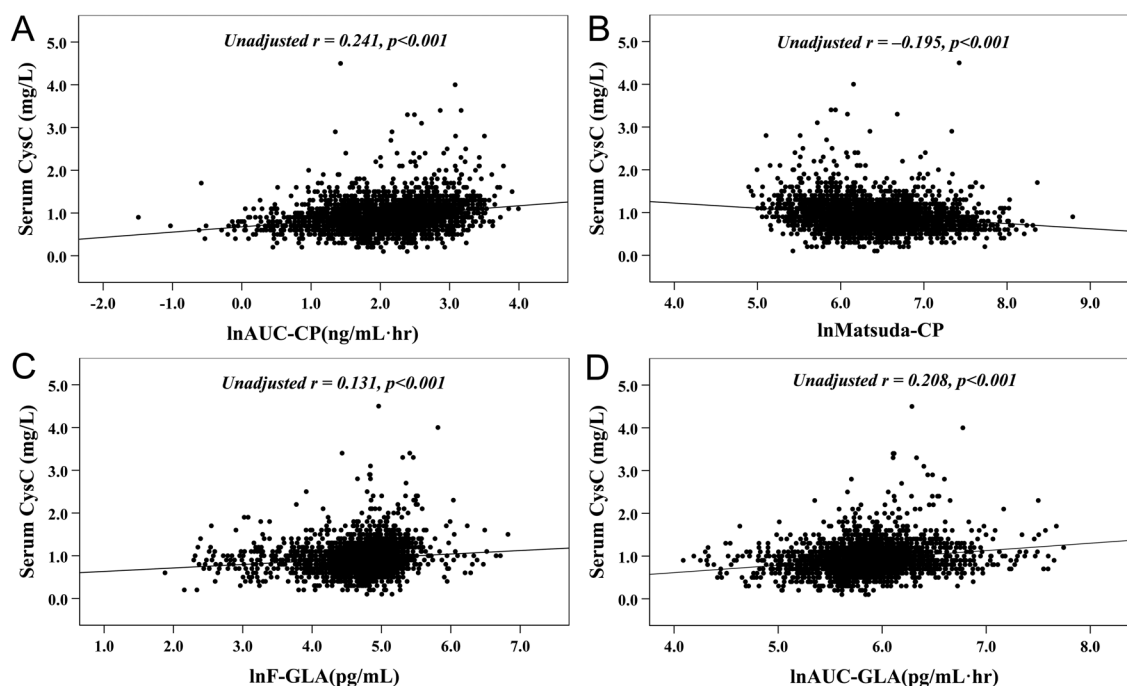 A
Unadjusted r = 0.241, p<0.001
Serum CysC (mg/L)
5.0
4.0
3.0
2.0
1.0
0.0
-2.0 -1.0 0.0 1.0 2.0 3.0 4.0
lnAUC-CP(ng/mL·hr)
B
Unadjusted r = –0.195, p<0.001
Serum CysC (mg/L)
5.0
4.0
3.0
2.0
1.0
0.0
4.0 5.0 6.0 7.0 8.0 9.0
lnMatsuda-CP
C
Unadjusted r = 0.131, p<0.001
Serum CysC (mg/L)
5.0
4.0
3.0
2.0
1.0
0.0
1.0 2.0 3.0 4.0 5.0 6.0 7.0
lnF-GLA(pg/mL)
D
Unadjusted r = 0.208, p<0.001
Serum CysC (mg/L)
5.0
4.0
3.0
2.0
1.0
0.0
4.0 5.0 6.0 7.0 8.0
lnAUC-GLA(pg/mL·hr)